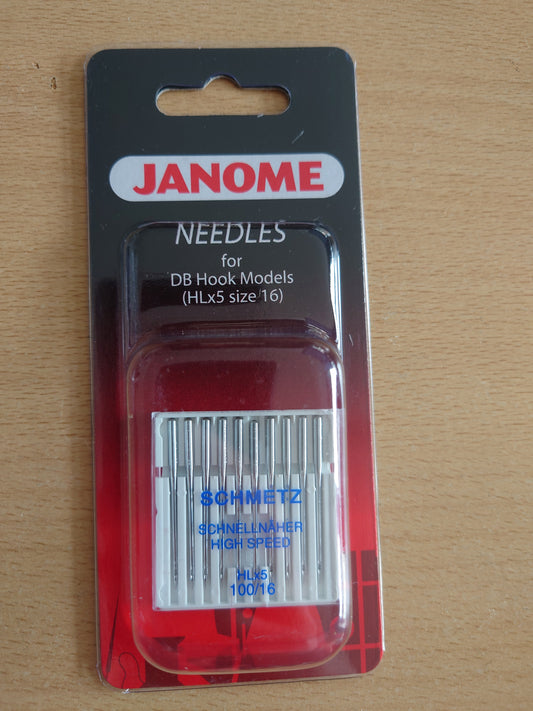 JANOME
NEEDLES
for
DB Hook Models
(HLx5 size 16)
SCHMETZ
SCHNELLNÄHER
HIGH SPEED
HLx5
100/16